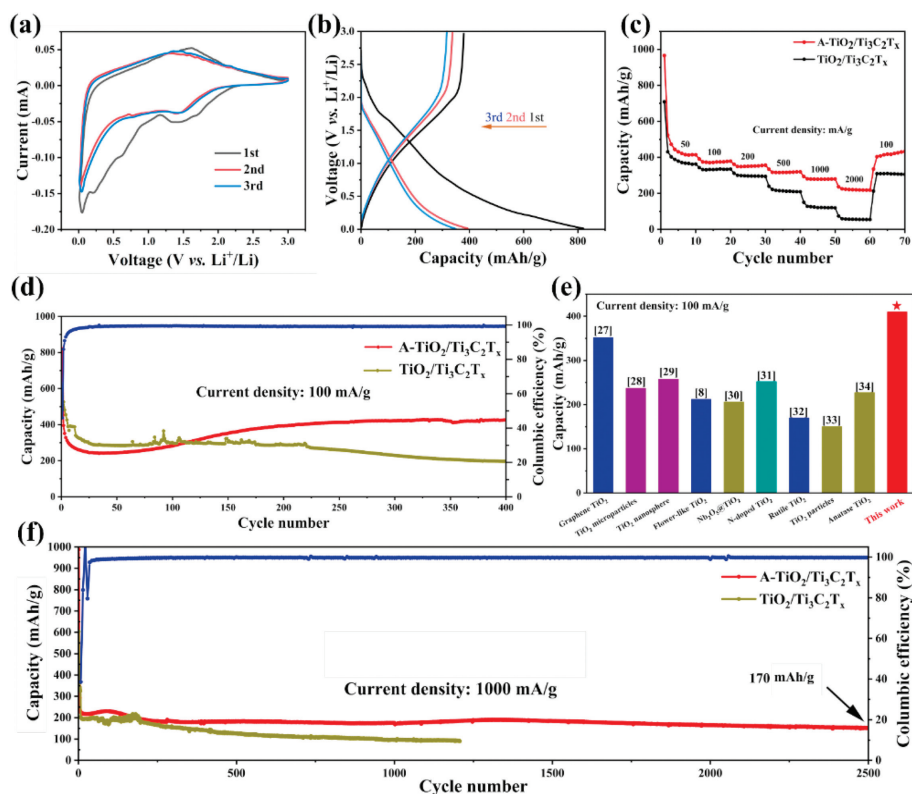 (a)
Current (mA)
0.05
0.00
-0.05
-0.10
-0.15
-0.20
1st
2nd
3rd
0.0 0.5 1.0 1.5 2.0 2.5 3.0
Voltage (V vs. Li+/Li)
(b)
Voltage (V vs. Li+/Li)
3.0
2.5
2.0
1.5
1.0
0.5
0.0
3rd 2nd 1st
0 200 400 600 800
Capacity (mAh/g)
(c)
Capacity (mAh/g)
1000
800
600
400
200
0
A-TiO2/Ti3C2Tx
TiO2/Ti3C2Tx
Current density: mA/g
50 100 200 500 1000 2000 100
0 10 20 30 40 50 60 70
Cycle number
(d)
Capacity (mAh/g)
1000
800
600
400
200
0
A-TiO2/Ti3C2Tx
TiO2/Ti3C2Tx
Current density: 100 mA/g
100
80
60
40
20
0
Columbic efficiency (%)
0 50 100 150 200 250 300 350 400
Cycle number
(e)
Capacity (mAh/g)
400
300
200
100
0
Current density: 100 mA/g
[27] [28] [29] [8] [30] [31] [32] [33] [34]
★
Graphene TiO2
TiO2 microparticles
TiO2 nanosphere
Flower-like TiO2
Nb2O5@TiO2
N-doped TiO2
Rutile TiO2
TiO2 particles
Anatase TiO2
This work
(f)
Capacity (mAh/g)
1000
900
800
700
600
500
400
300
200
100
0
A-TiO2/Ti3C2Tx
TiO2/Ti3C2Tx
Current density: 1000 mA/g
170 mAh/g
100
80
60
40
20
0
Columbic efficiency (%)
0 500 1000 1500 2000 2500
Cycle number